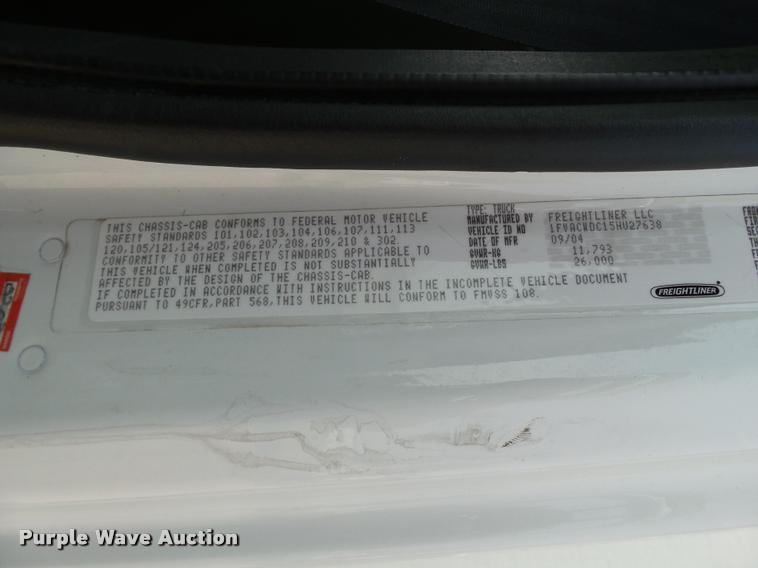 THIS CHASSIS-CAB CONFORMS TO FEDERAL MOTOR VEHICLE
SAFETY STANDARDS 101,102,103,104,106,107,111,113
120,105/121,124,205,206,207,208,209,210 & 302.
CONFORMITY TO OTHER SAFETY STANDARDS APPLICABLE TO
THIS VEHICLE WHEN COMPLETED IS NOT SUBSTANTIALLY
AFFECTED BY THE DESIGN OF THE CHASSIS-CAB.
IF COMPLETED IN ACCORDANCE WITH INSTRUCTIONS IN THE INCOMPLETE VEHICLE DOCUMENT
PURSUANT TO 49CFR,PART 568,THIS VEHICLE WILL CONFORM TO FMVSS 108.
TYPE: TRUCK
MANUFACTURED BY FREIGHTLINER LLC
VEHICLE ID NO 1FVACWDC15HU27638
DATE OF MFR 09/04
GVWR-KG 11,793
GVWR-LBS 26,000
FREIGHTLINER
Purple Wave Auction